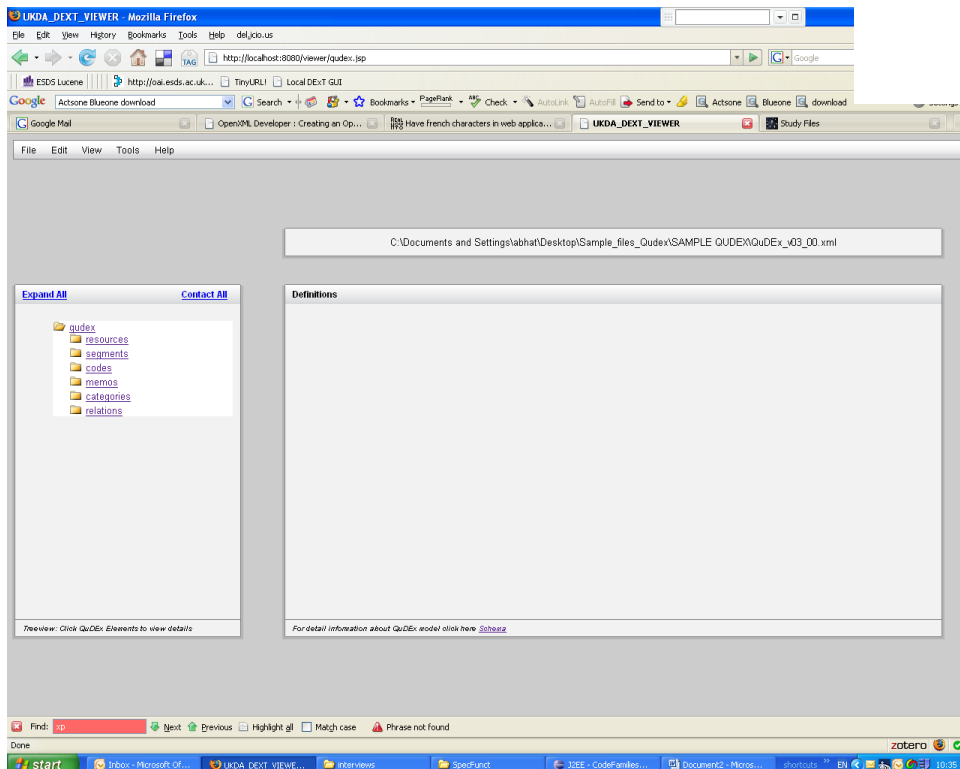 UKDA_DEXT_VIEWER - Mozilla Firefox
File Edit View History Bookmarks Tools Help del.icio.us
TAG http://localhost:8080/viewer/qudex.jsp G Google
ESDS Lucene http://oai.esds.ac.uk... TinyURL! Local DExT GUI
Google Actsone Blueone download G Search Bookmarks PageRank Check AutoLink AutoFill Send to Actsone Blueone download
Google Mail OpenXML Developer : Creating an Op... Have french characters in web applica... UKDA_DEXT_VIEWER Study Files
File Edit View Tools Help
C:\Documents and Settings\abhat\Desktop\Sample_files_Qudex\SAMPLE QUDEX\QuDEx_v03_00.xml
Expand All Contact All Definitions
qudex
resources
segments
codes
memos
categories
relations
Treeview: Click QuDEx Elements to view details For detail information about QuDEx model click here Schema
Find: xp Next Previous Highlight all Match case Phrase not found
Done zotero
start Inbox - Microsoft Of... UKDA_DEXT_VIEWE... interviews SpecFunct J2EE - CodeFamilies... Document2 - Micros... shortcuts EN 10:35